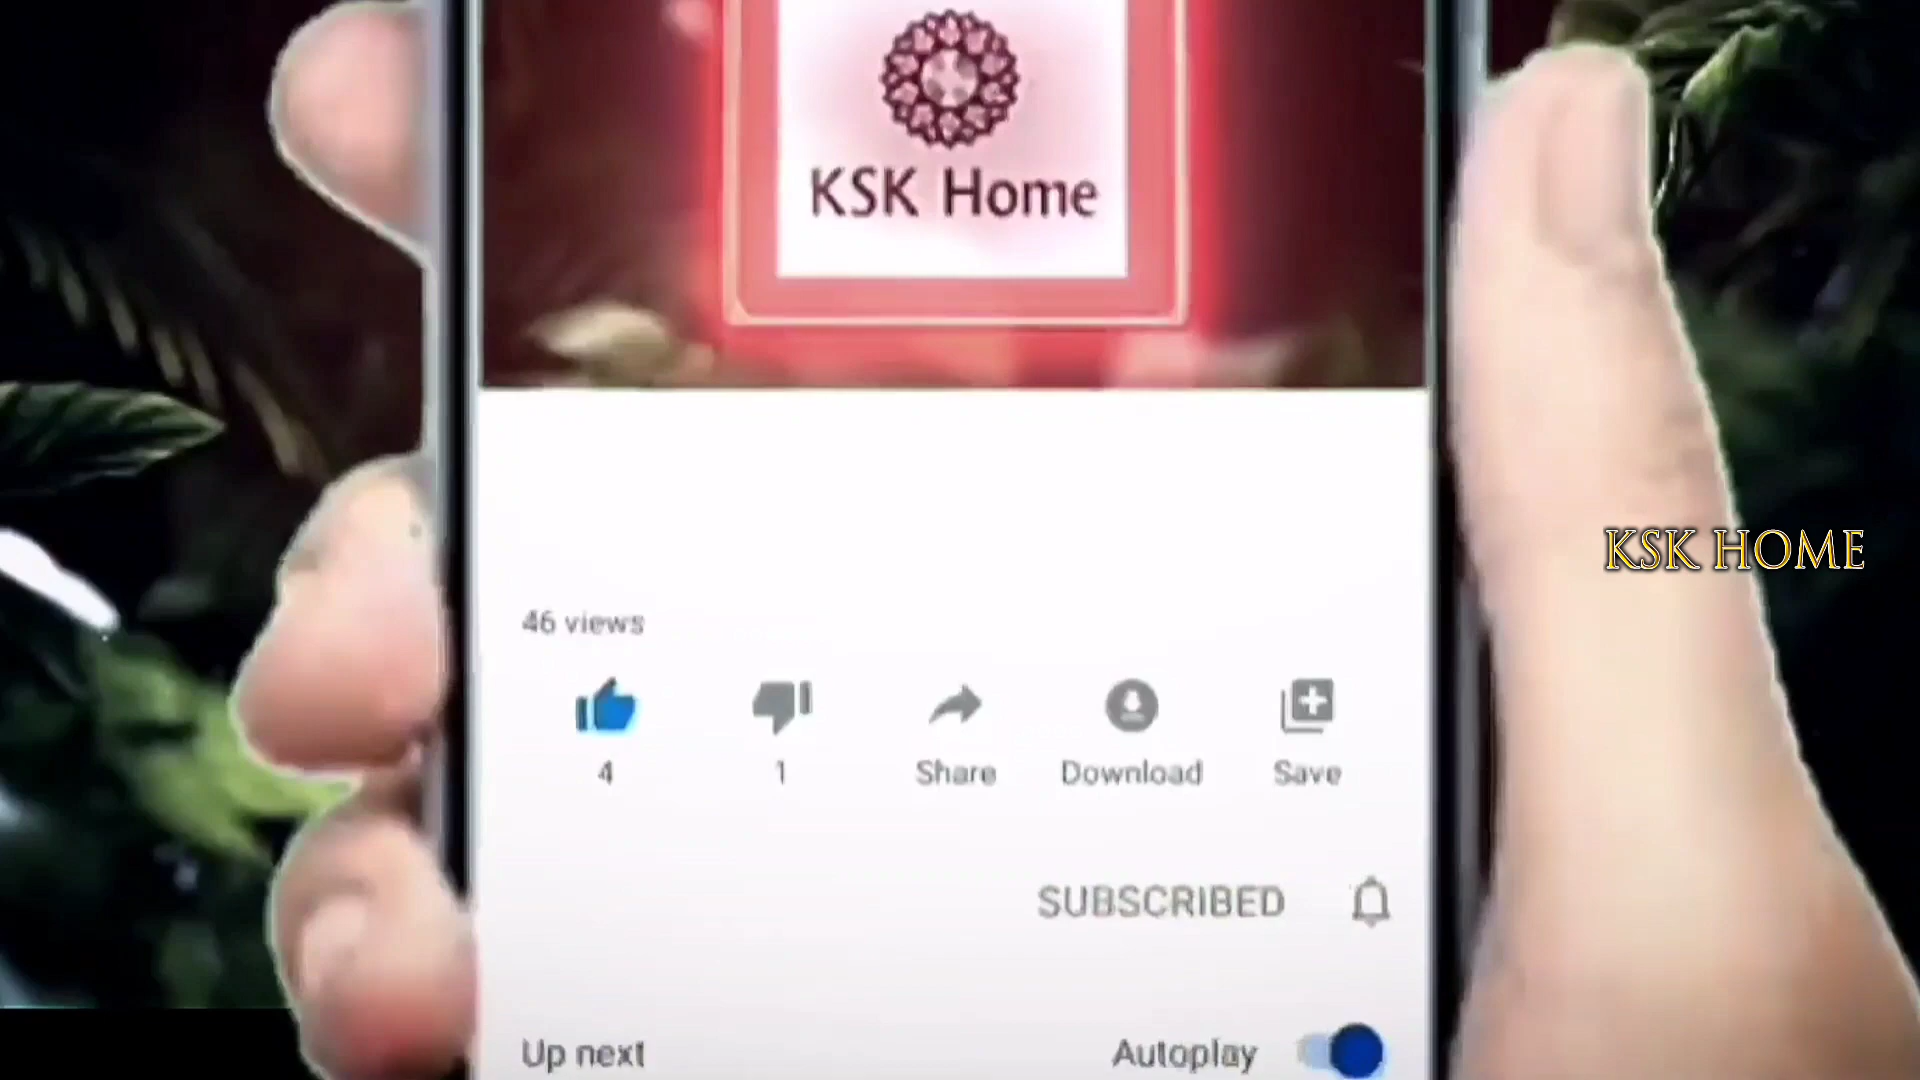 KSK Home
KSK HOME
46 views
4
1
Share
Download
Save
SUBSCRIBED
Up next
Autoplay